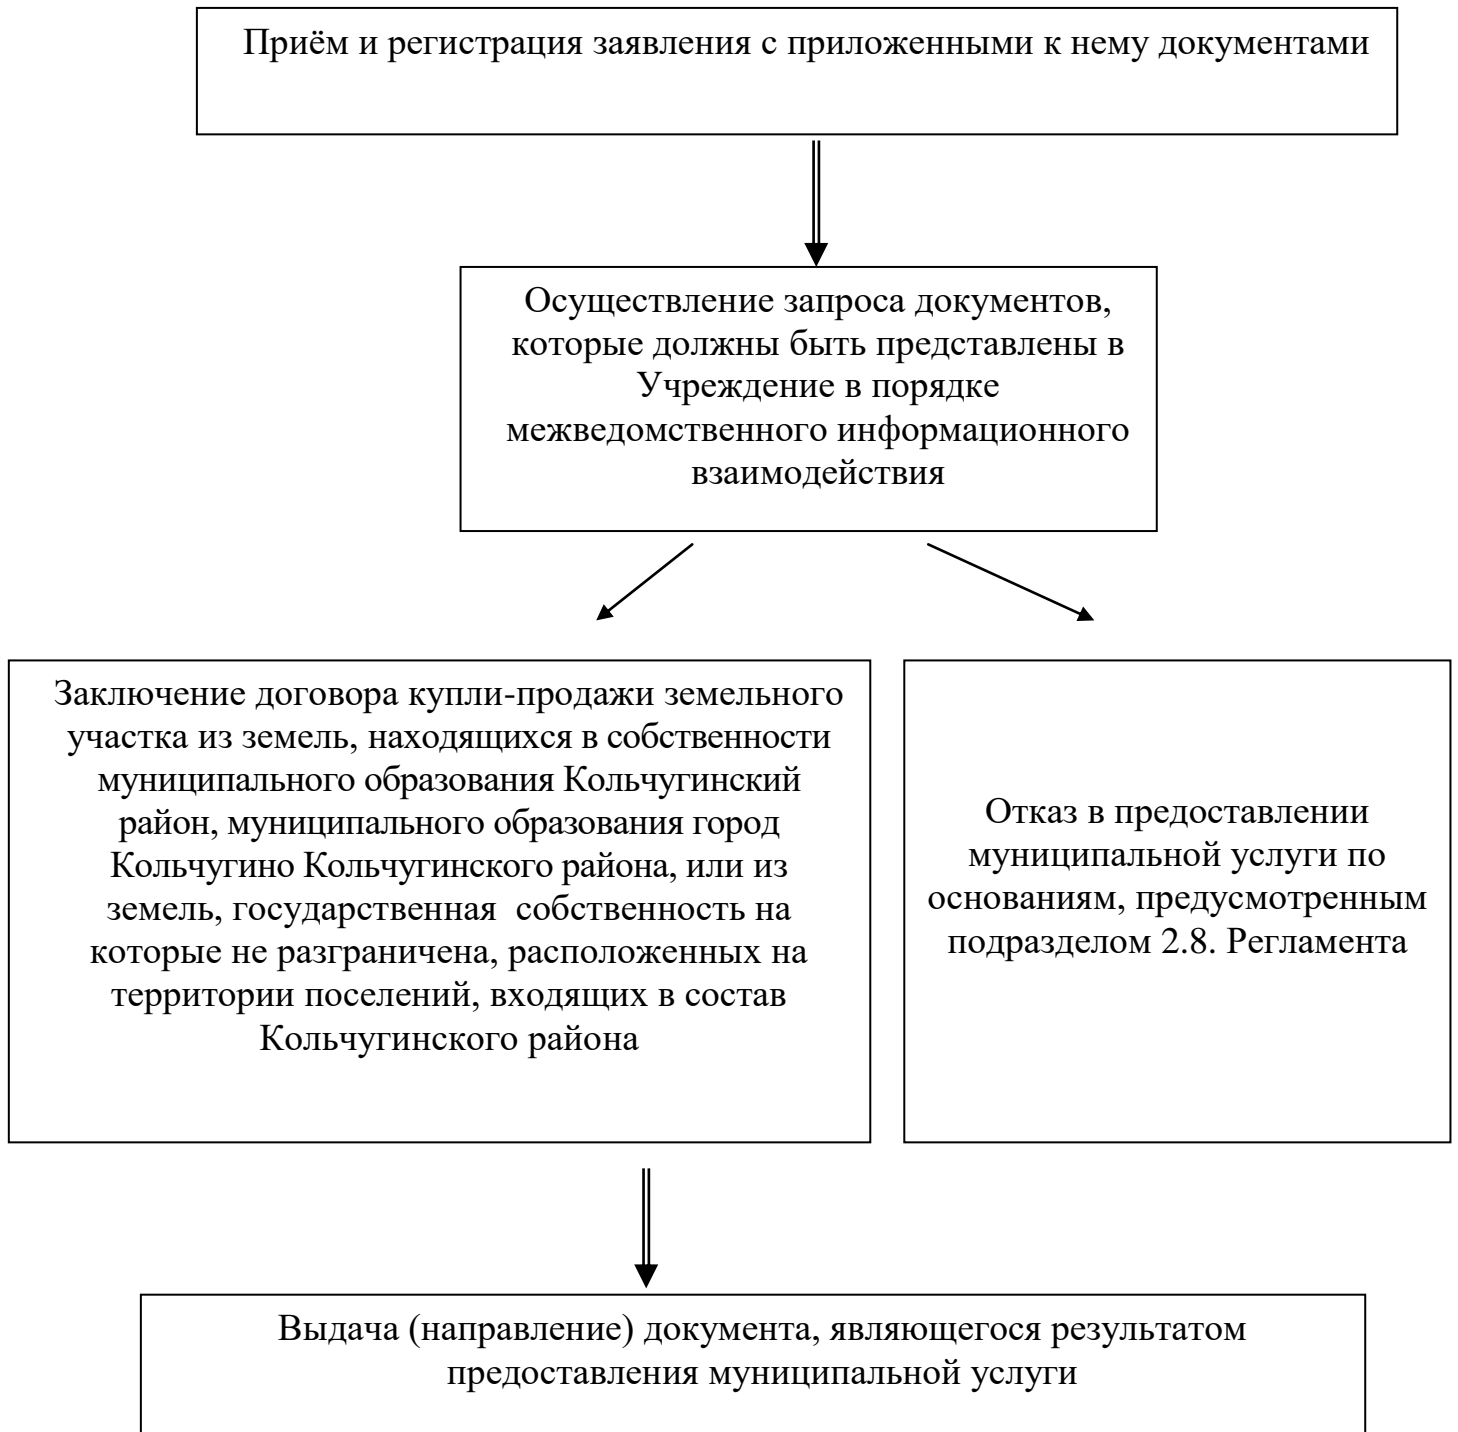 Приём и регистрация заявления с приложенными к нему документами
Осуществление запроса документов,
которые должны быть представлены в
Учреждение в порядке
межведомственного информационного
взаимодействия
Заключение договора купли-продажи земельного
участка из земель, находящихся в собственности
муниципального образования Кольчугинский
район, муниципального образования город
Кольчугино Кольчугинского района, или из
земель, государственная  собственность на
которые не разграничена, расположенных на
территории поселений, входящих в состав
Кольчугинского района
Отказ в предоставлении
муниципальной услуги по
основаниям, предусмотренным
подразделом 2.8. Регламента
Выдача (направление) документа, являющегося результатом
предоставления муниципальной услуги